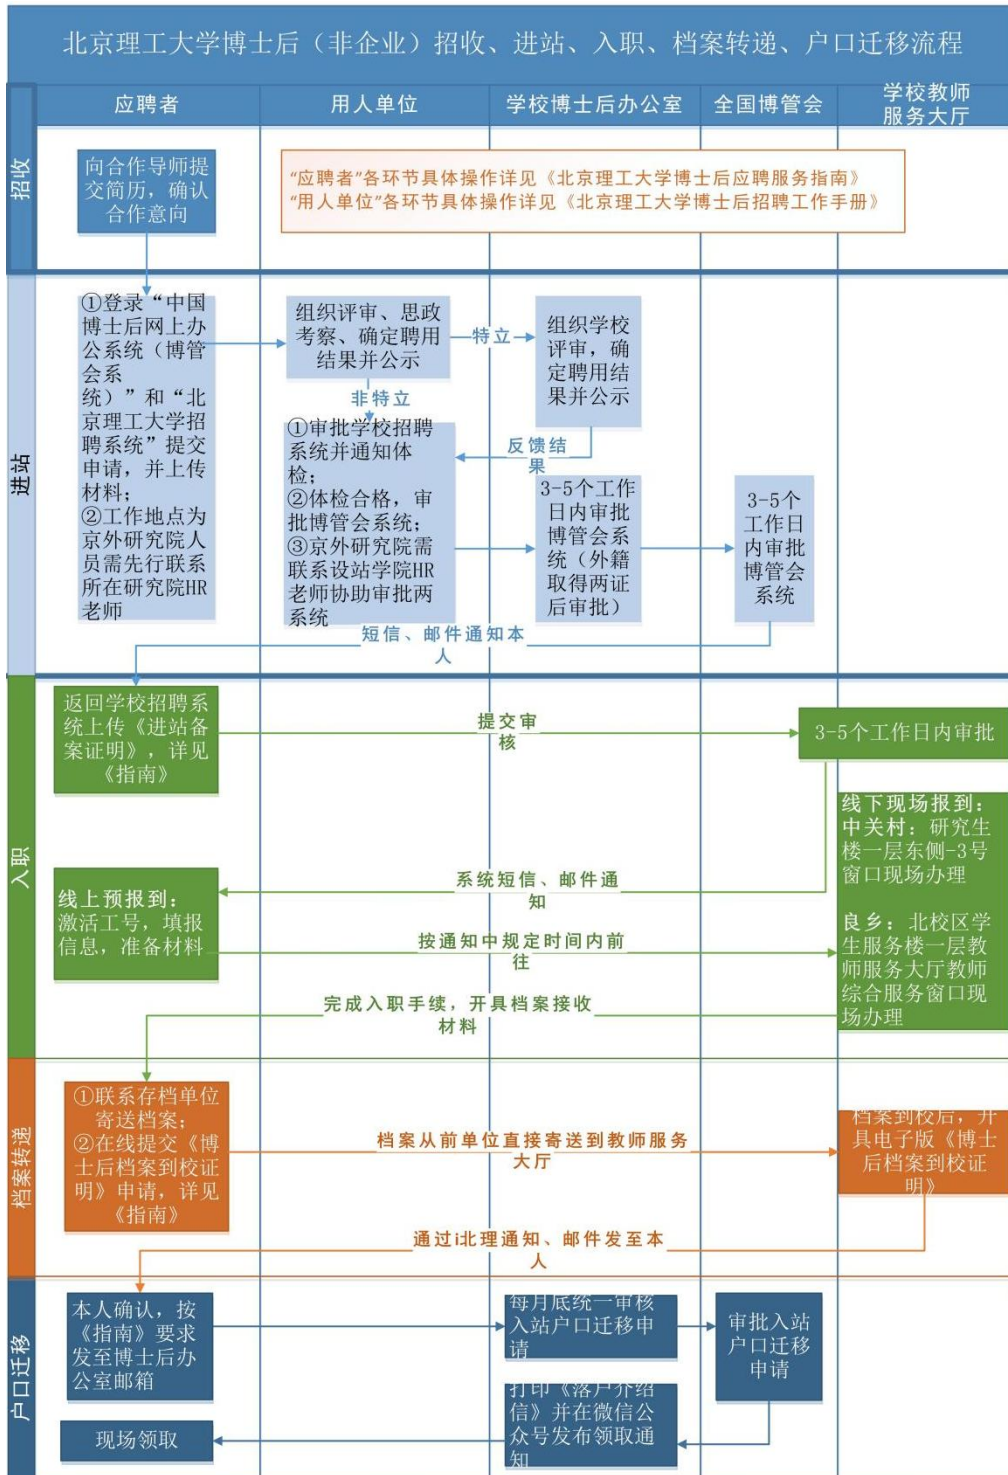 北京理工大学博士后（非企业）招收、进站、入职、档案转递、户口迁移流程
应聘者
用人单位
学校博士后办公室
全国博管会
学校教师
服务大厅
招收
向合作导师提
交简历，确认
合作意向
“应聘者”各环节具体操作详见《北京理工大学博士后应聘服务指南》
“用人单位”各环节具体操作详见《北京理工大学博士后招聘工作手册》
进站
①登录“中国
博士后网上办
公系统（博管
会系
统）”和“北
京理工大学招
聘系统”提交
申请，并上传
材料；
②工作地点为
京外研究院人
员需先行联系
所在研究院HR
老师
组织评审、思政
考察、确定聘用
结果并公示
特立
组织学校
评审，确
定聘用结
果并公示
非特立
反馈结
果
①审批学校招聘
系统并通知体
检；
②体检合格，审
批博管会系统；
③京外研究院需
联系设站学院HR
老师协助审批两
系统
3-5个工作
日内审批
博管会系
统（外籍
取得两证
后审批）
3-5个
工作日
内审批
博管会
系统
短信、邮件通知本
人
入职
返回学校招聘系
统上传《进站备
案证明》，详见
《指南》
提交审
核
3-5个工作日内审批
系统短信、邮件通
知
线上预报到：
激活工号，填报
信息，准备材料
按通知中规定时间内前
往
线下现场报到：
中关村：研究生
楼一层东侧-3号
窗口现场办理
良乡：北校区学
生服务楼一层教
师服务大厅教师
综合服务窗口现
场办理
完成入职手续，开具档案接收
材料
档案转递
①联系存档单位
寄送档案；
②在线提交《博
士后档案到校证
明》申请，详见
《指南》
档案从前单位直接寄送到教师服务
大厅
档案到校后，开
具电子版《博士
后档案到校证
明》
通过i北理通知、邮件发至本
人
户口迁移
本人确认，按
《指南》要求
发至博士后办
公室邮箱
每月底统一审核
入站户口迁移申
请
审批入站
户口迁移
申请
打印《落户介绍
信》并在微信公
众号发布领取通
知
现场领取